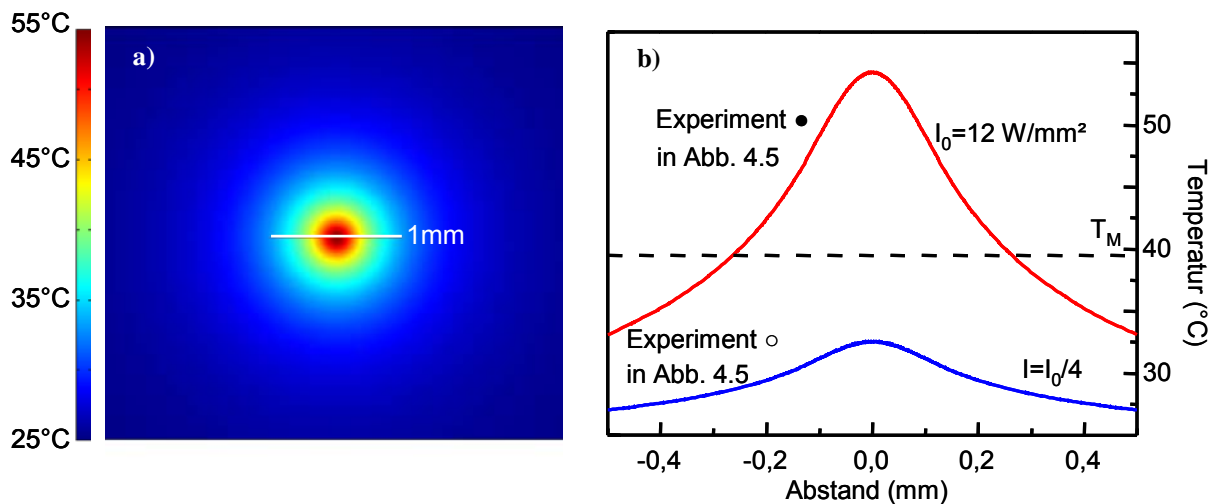 55°C
45°C
35°C
25°C
a)
1mm
b)
Experiment ●
in Abb. 4.5
I₀=12 W/mm²
T_M
Experiment ○
in Abb. 4.5
I=I₀/4
50
40
30
Temperatur (°C)
-0,4
-0,2
0,0
0,2
0,4
Abstand (mm)